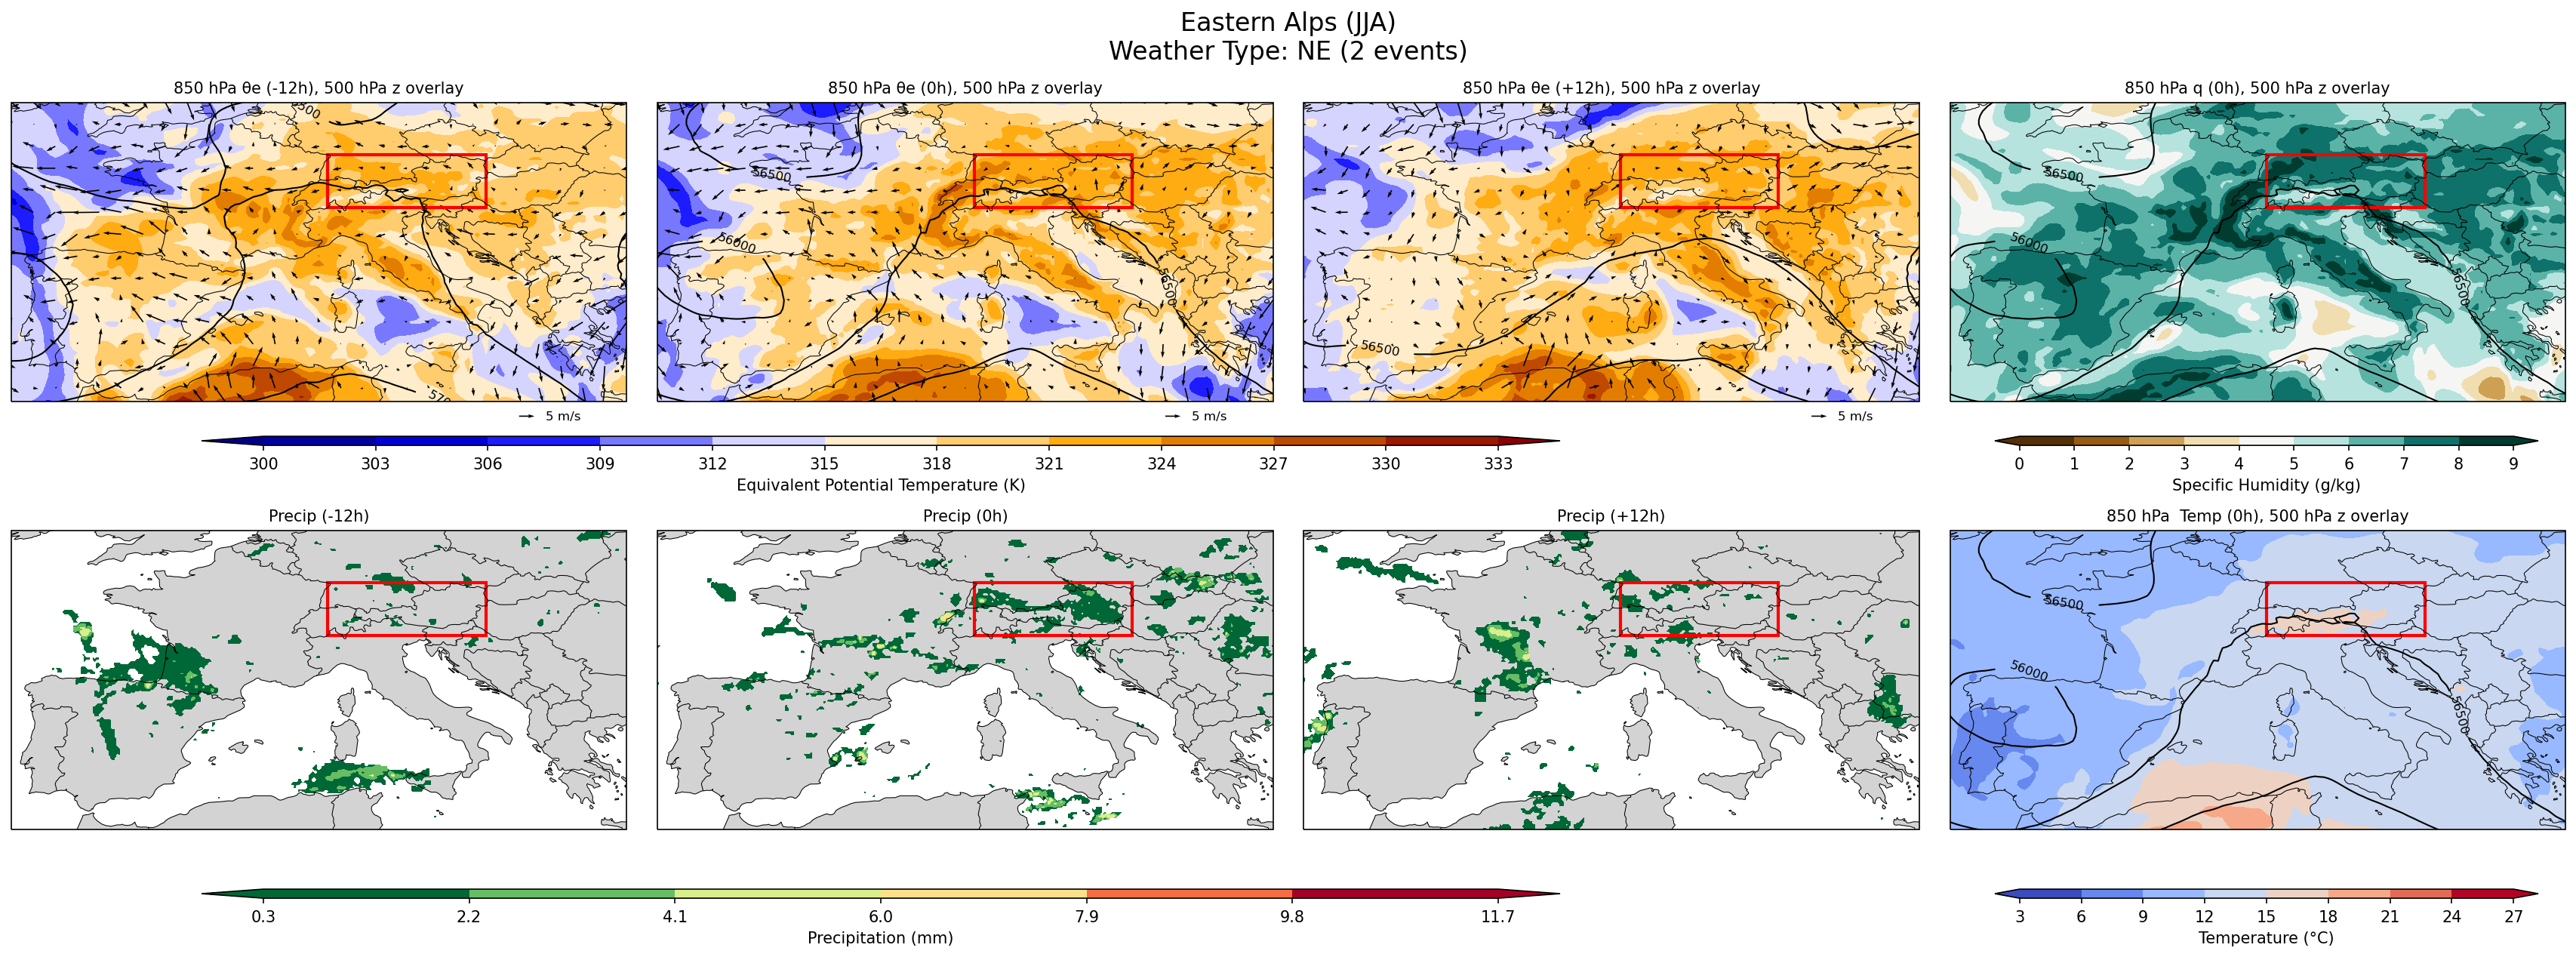 Eastern Alps (JJA)
Weather Type: NE (2 events)
850 hPa θe (-12h), 500 hPa z overlay
850 hPa θe (0h), 500 hPa z overlay
850 hPa θe (+12h), 500 hPa z overlay
850 hPa q (0h), 500 hPa z overlay
56500
56000
56500
56500
56500
56000
56500
5 m/s
5 m/s
5 m/s
300 303 306 309 312 315 318 321 324 327 330 333
Equivalent Potential Temperature (K)
0 1 2 3 4 5 6 7 8 9
Specific Humidity (g/kg)
Precip (-12h)
Precip (0h)
Precip (+12h)
850 hPa  Temp (0h), 500 hPa z overlay
56500
56000
56500
0.3 2.2 4.1 6.0 7.9 9.8 11.7
Precipitation (mm)
3 6 9 12 15 18 21 24 27
Temperature (°C)